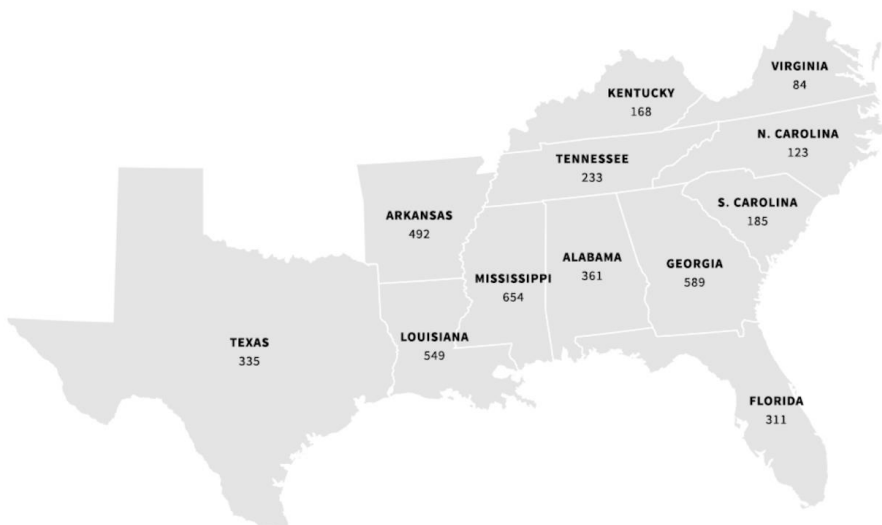 VIRGINIA
84
KENTUCKY
168
N. CAROLINA
123
TENNESSEE
233
S. CAROLINA
185
ARKANSAS
492
ALABAMA
361
GEORGIA
589
MISSISSIPPI
654
TEXAS
335
LOUISIANA
549
FLORIDA
311